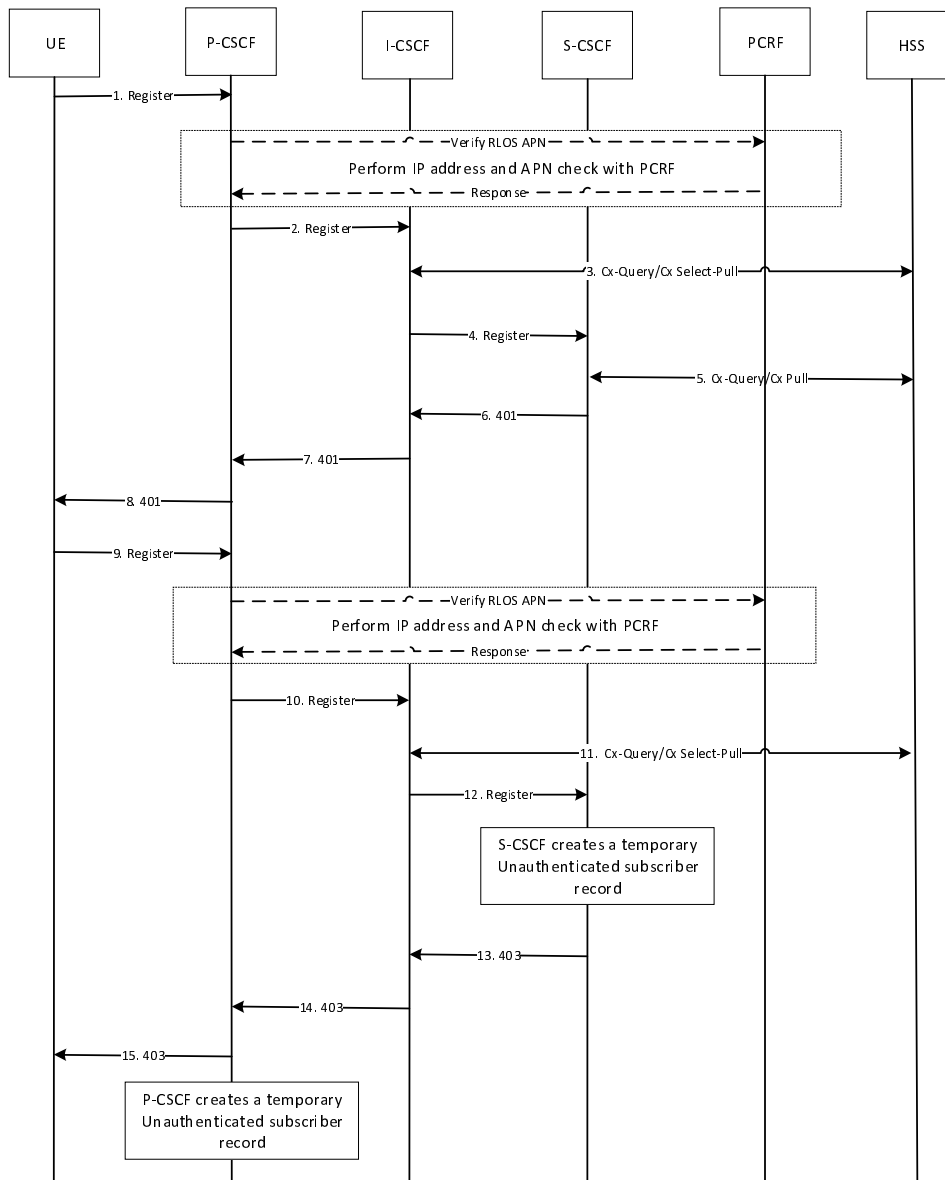 UE
P-CSCF
I-CSCF
S-CSCF
PCRF
HSS
1. Register
Verify RLOS APN
Perform IP address and APN check with PCRF
Response
2. Register
3. Cx-Query/Cx Select-Pull
4. Register
5. Cx-Query/Cx Pull
6. 401
7. 401
8. 401
9. Register
Verify RLOS APN
Perform IP address and APN check with PCRF
Response
10. Register
11. Cx-Query/Cx Select-Pull
12. Register
S-CSCF creates a temporary
Unauthenticated subscriber
record
13. 403
14. 403
15. 403
P-CSCF creates a temporary
Unauthenticated subscriber
record